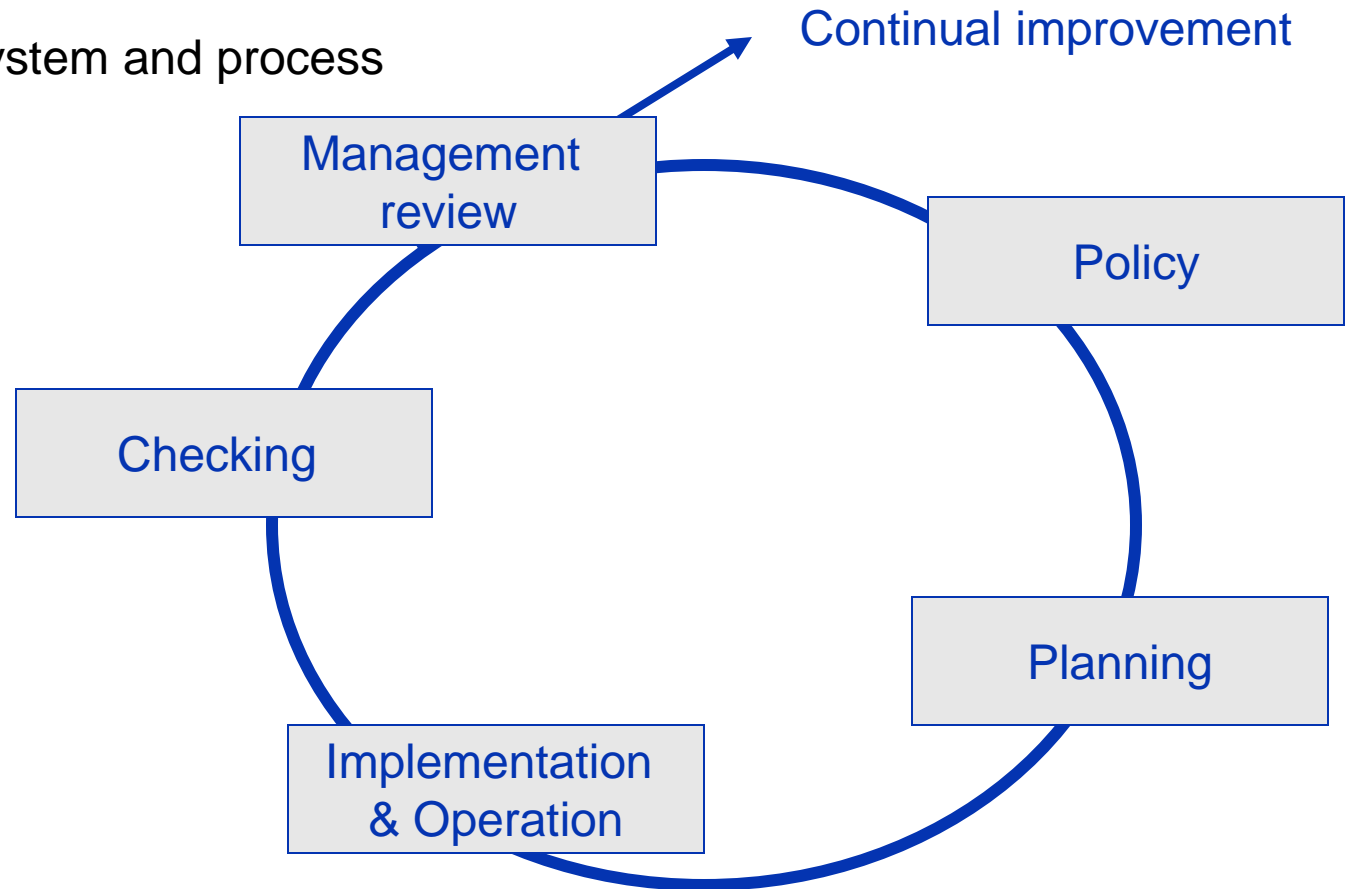 ystem and process
Continual improvement
Management
review
Policy
Checking
Planning
Implementation
& Operation